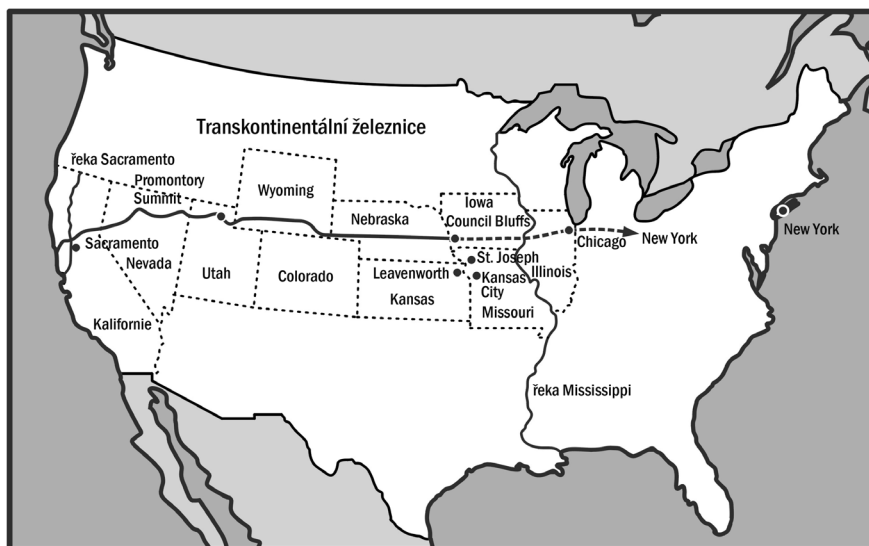 Transkontinentální železnice
řeka Sacramento
Promontory
Summit
Wyoming
Iowa
Nebraska
Council Bluffs
Sacramento
Chicago
New York
New York
Nevada
Utah
Colorado
Leavenworth
St. Joseph
Kansas
City
Illinois
Kansas
Missouri
Kalifornie
řeka Mississippi